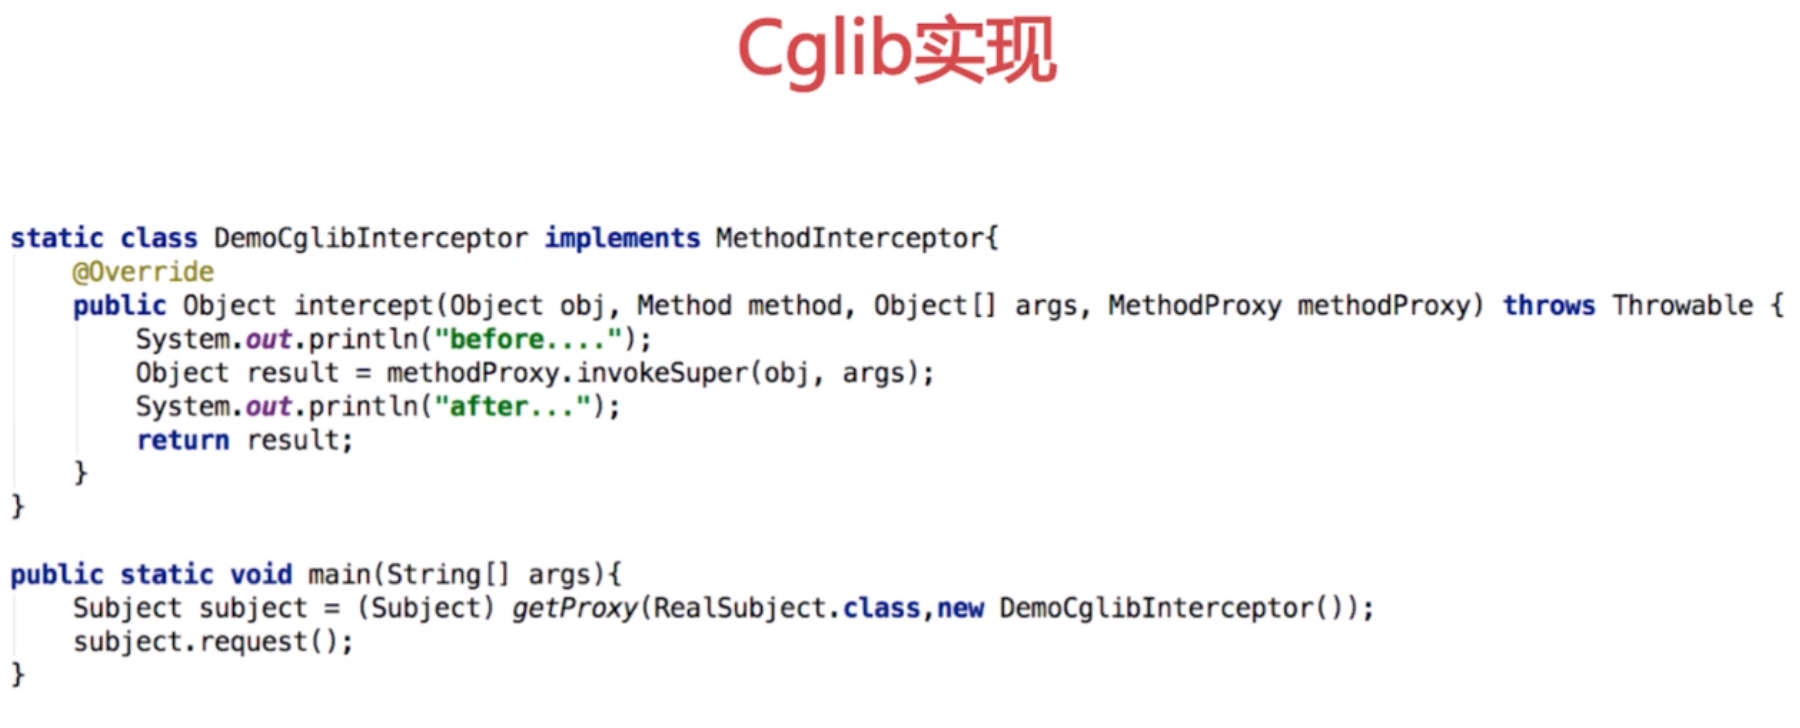 Cglib实现
static class DemoCglibInterceptor implements MethodInterceptor{
@Override
public Object intercept(Object obj, Method method, Object[] args, MethodProxy methodProxy) throws Throwable {
System.out.println("before....");
Object result = methodProxy.invokeSuper(obj, args);
System.out.println("after...");
return result;
}
}
public static void main(String[] args){
Subject subject = (Subject) getProxy(RealSubject.class,new DemoCglibInterceptor());
subject.request();
}